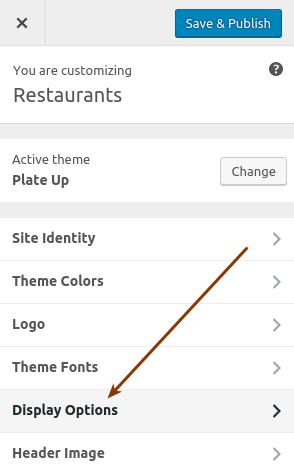 Save & Publish
You are customizing
Restaurants
Active theme
Plate Up
Change
Site Identity
Theme Colors
Logo
Theme Fonts
Display Options
Header Image